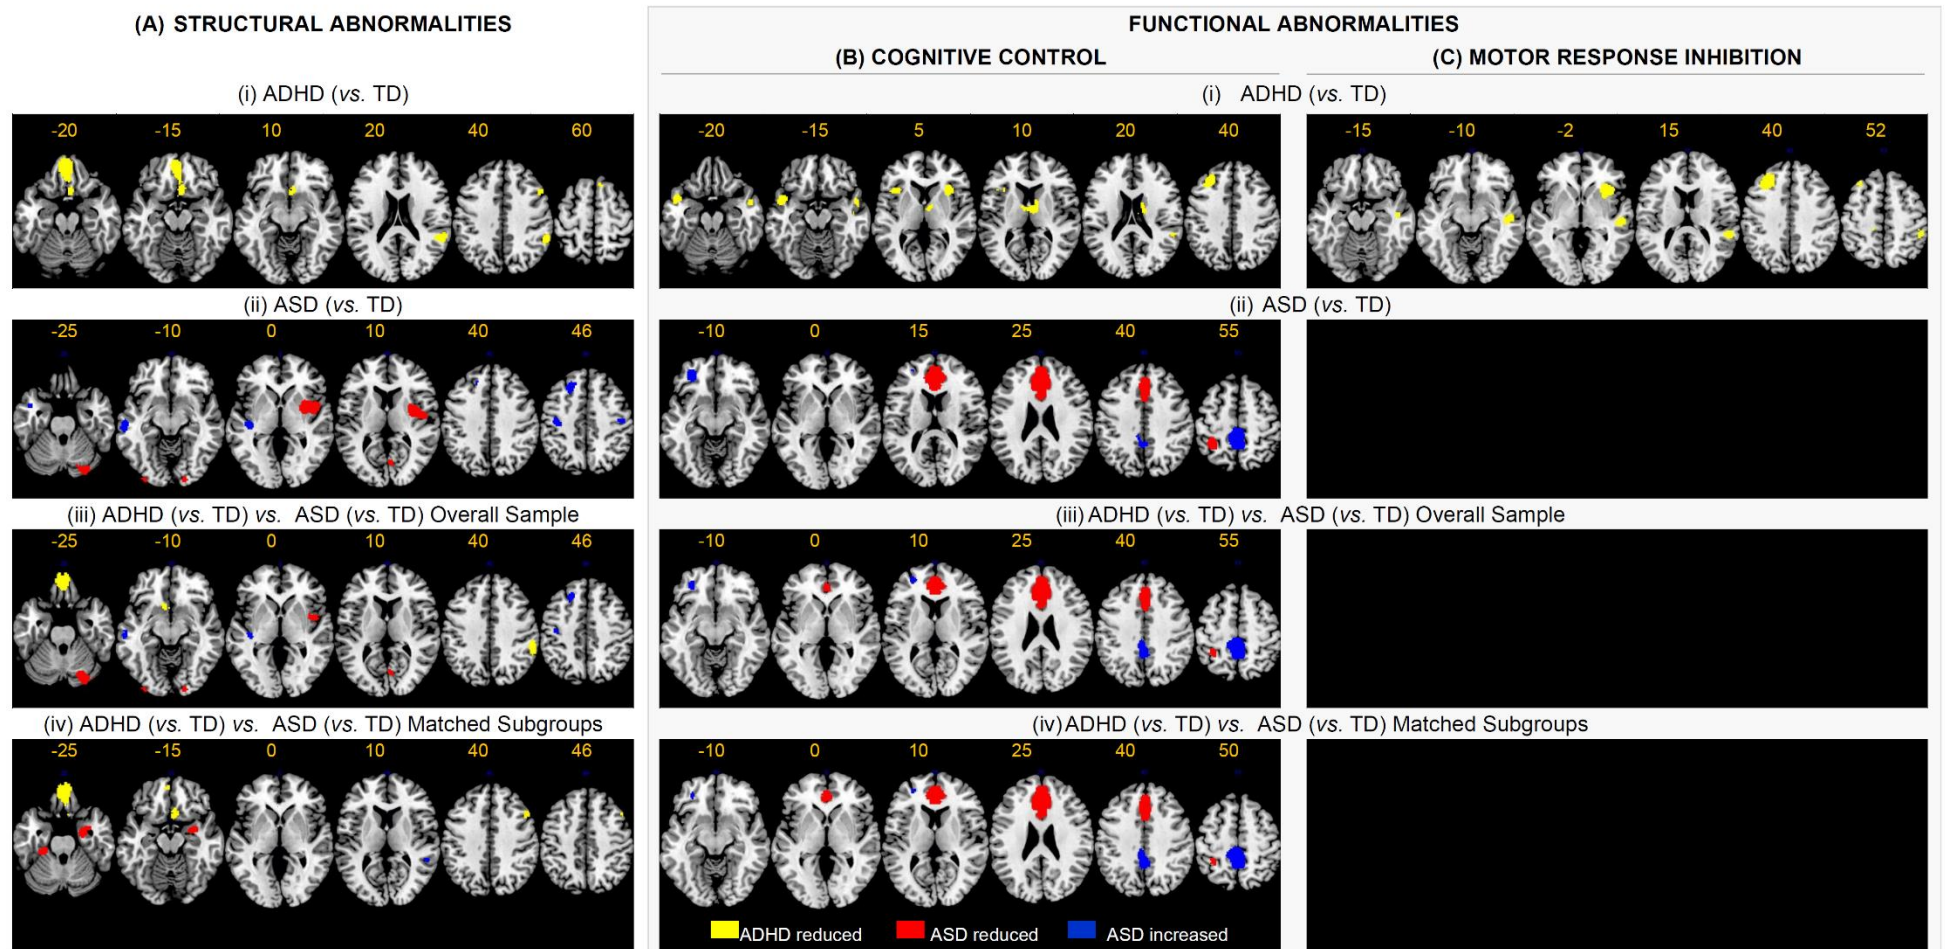 (A) STRUCTURAL ABNORMALITIES
FUNCTIONAL ABNORMALITIES
(B) COGNITIVE CONTROL
(C) MOTOR RESPONSE INHIBITION
(i) ADHD (vs. TD)
(i) ADHD (vs. TD)
-20 -15 10 20 40 60
-20 -15 5 10 20 40
-15 -10 -2 15 40 52
(ii) ASD (vs. TD)
(ii) ASD (vs. TD)
-25 -10 0 10 40 46
-10 0 15 25 40 55
(iii) ADHD (vs. TD) vs. ASD (vs. TD) Overall Sample
(iii) ADHD (vs. TD) vs. ASD (vs. TD) Overall Sample
-25 -10 0 10 40 46
-10 0 10 25 40 55
(iv) ADHD (vs. TD) vs. ASD (vs. TD) Matched Subgroups
(iv) ADHD (vs. TD) vs. ASD (vs. TD) Matched Subgroups
-25 -15 0 10 40 46
-10 0 10 25 40 50
ADHD reduced ASD reduced ASD increased